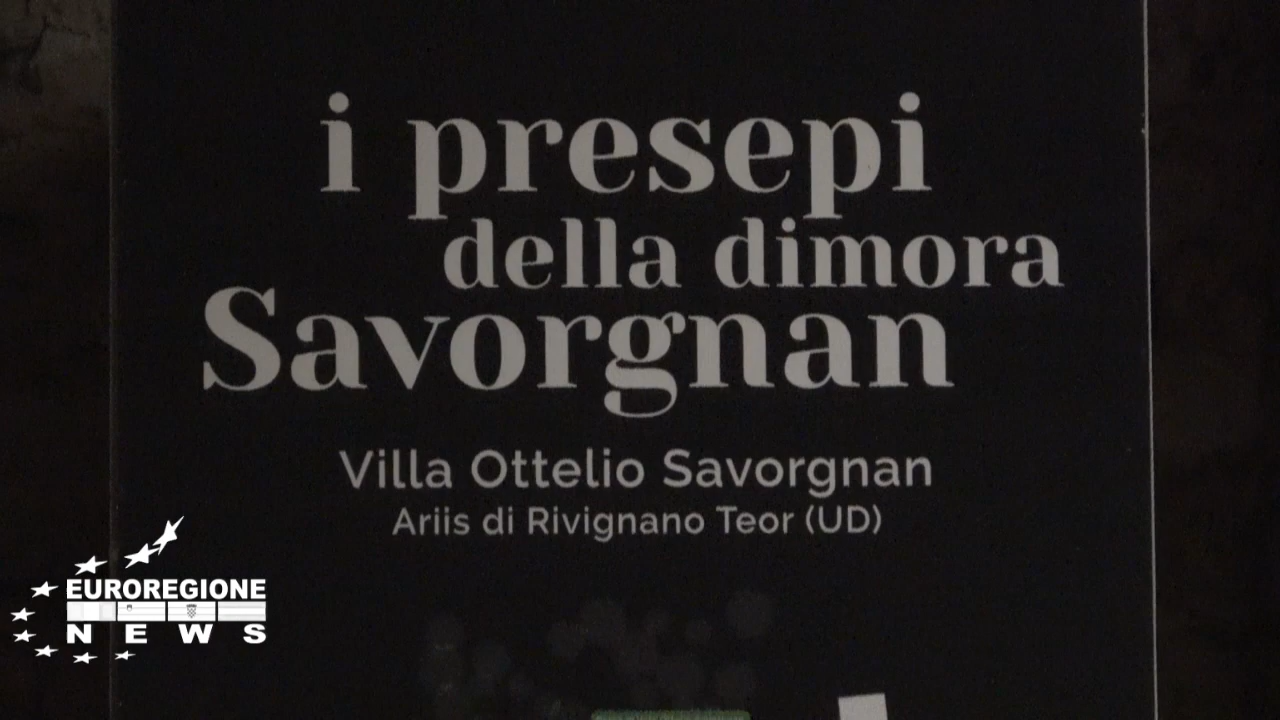 i presepi
della dimora
Savorgnan
Villa Ottelio Savorgnan
Ariis di Rivignano Teor (UD)
EUROREGIONE
NEWS